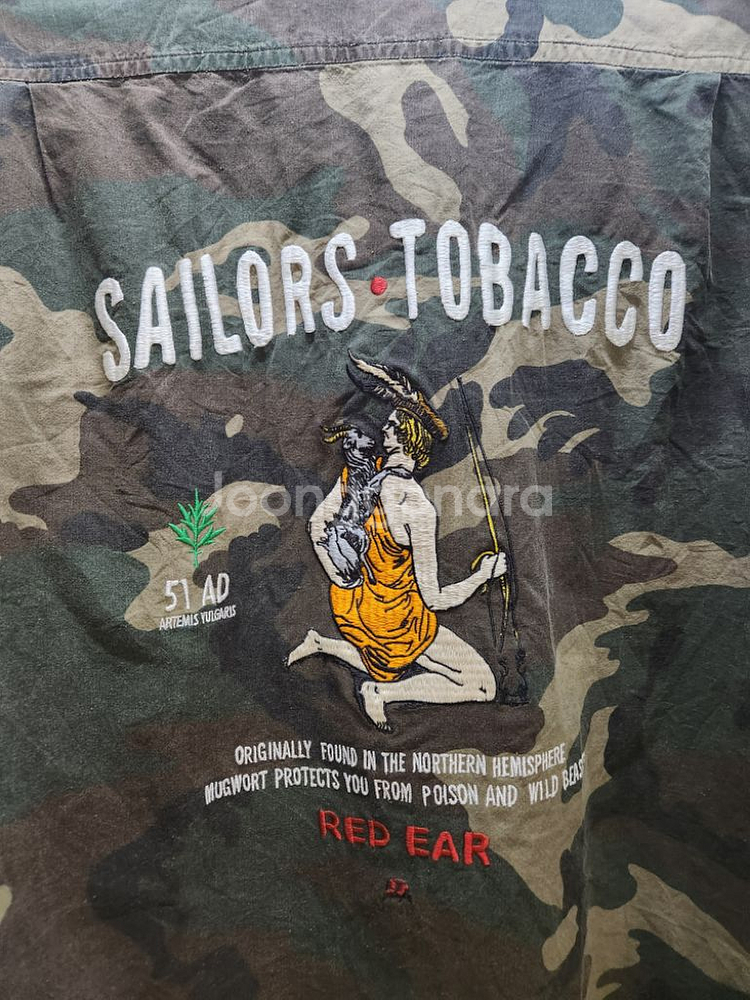 SAILORS • TOBACCO
51 AD
ARTEMIS VULGARIS
ORIGINALLY FOUND IN THE NORTHERN HEMISPHERE
MUGWORT PROTECTS YOU FROM POISON AND WILD BEAS
RED EAR